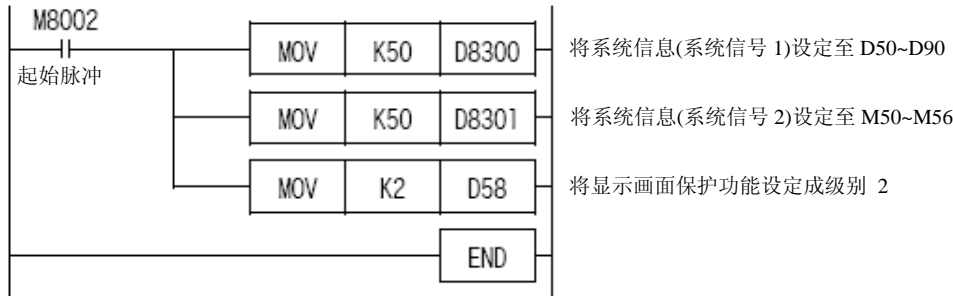 M8002
起始脉冲
MOV K50 D8300 将系统信息(系统信号 1)设定至 D50~D90
MOV K50 D8301 将系统信息(系统信号 2)设定至 M50~M56
MOV K2 D58 将显示画面保护功能设定成级别 2
END